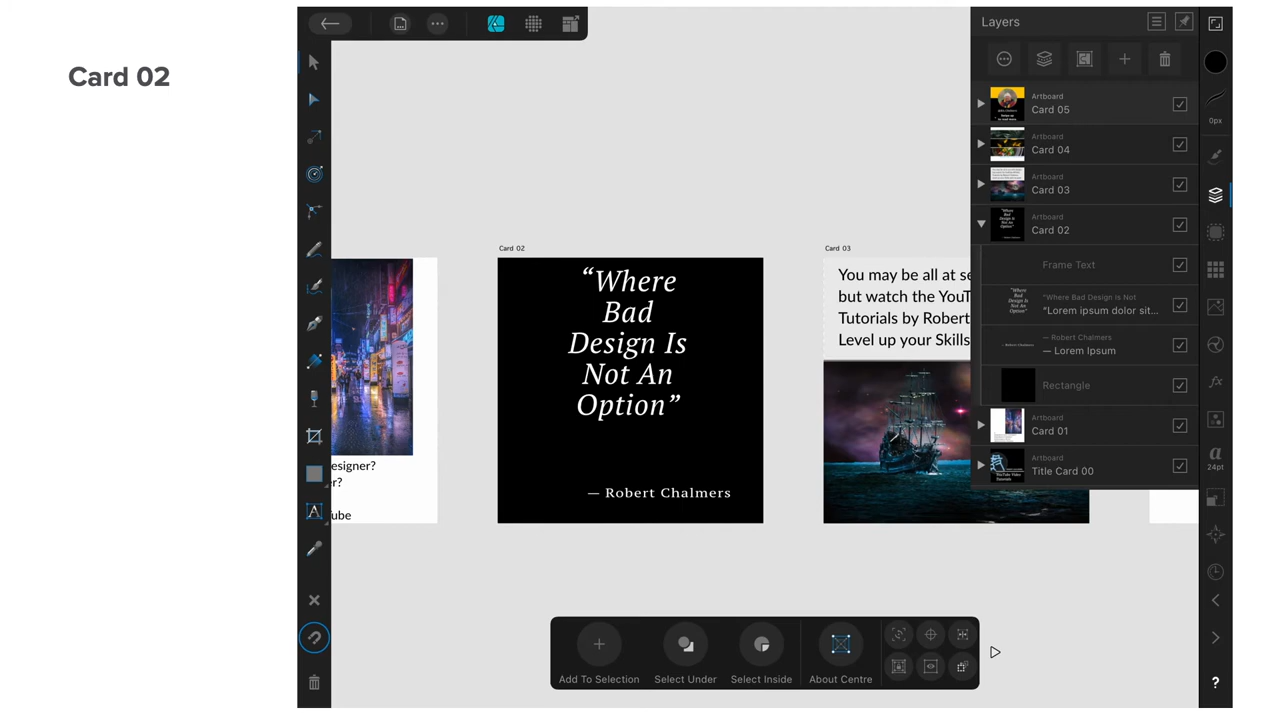 Card 02
Layers
Artboard
Card 05
Artboard
Card 04
Artboard
Card 03
Artboard
Card 02
Frame Text
“Where Bad Design Is Not
“Lorem ipsum dolor sit...
— Robert Chalmers
— Lorem Ipsum
Rectangle
Artboard
Card 01
Artboard
Title Card 00
0px
a
24pt
?
A
esigner?
r?
ube
Card 02
“Where
Bad
Design Is
Not An
Option”
— Robert Chalmers
Card 03
You may be all at se
but watch the YouT
Tutorials by Robert
Level up your Skills
Add To Selection
Select Under
Select Inside
About Centre